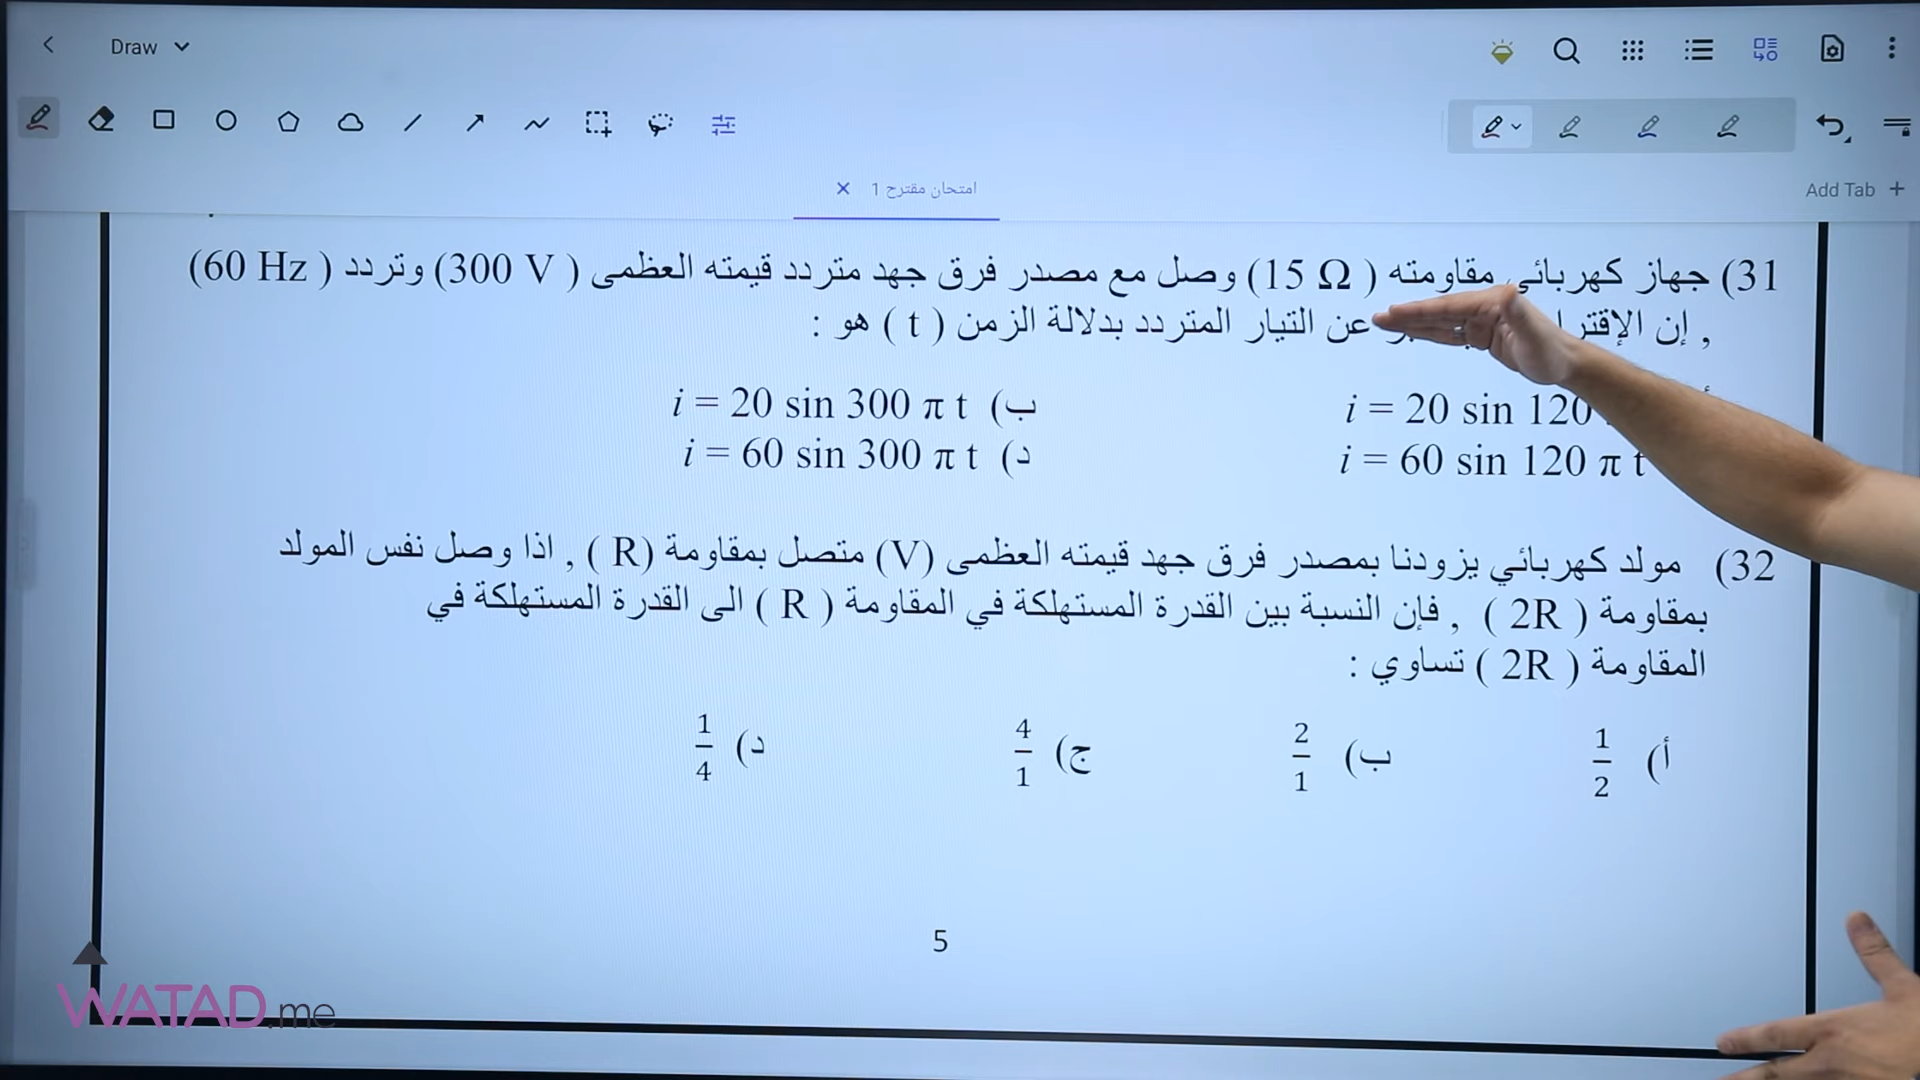 Draw
امتحان مقترح 1
Add Tab
31) جهاز كهربائي مقاومته ( 15 Ω) وصل مع مصدر فرق جهد متردد قيمته العظمى ( 300 V) وتردد ( 60 Hz)
, إن عن التيار المتردد بدلالة الزمن ( t ) هو :
i = 20 sin 120
ب) i = 20 sin 300 π t
i = 60 sin 120 π t
د) i = 60 sin 300 π t
32) مولد كهربائي يزودنا بمصدر فرق جهد قيمته العظمى (V) متصل بمقاومة (R ) , اذا وصل نفس المولد
بمقاومة ( 2R ) , فإن النسبة بين القدرة المستهلكة في المقاومة ( R ) الى القدرة المستهلكة في
المقاومة ( 2R ) تساوي :
أ) 1/2 ب) 2/1 ج) 4/1 د) 1/4
5
WATAD.me